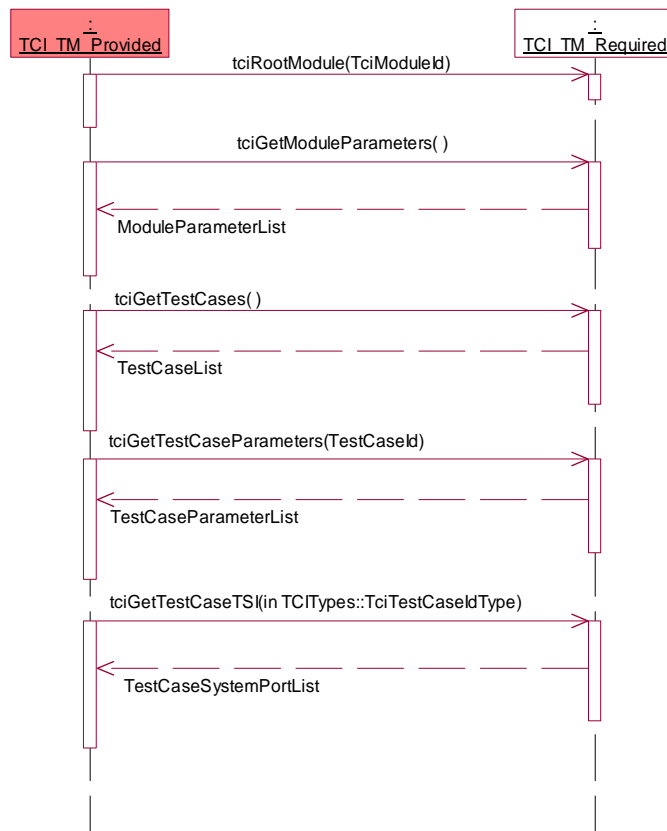 :
TCI_TM_Provided
:
TCI_TM_Required
tciRootModule(TciModuleId)
tciGetModuleParameters( )
ModuleParameterList
tciGetTestCases( )
TestCaseList
tciGetTestCaseParameters(TestCaseId)
TestCaseParameterList
tciGetTestCaseTSI(in TCITypes::TciTestCaseIdType)
TestCaseSystemPortList